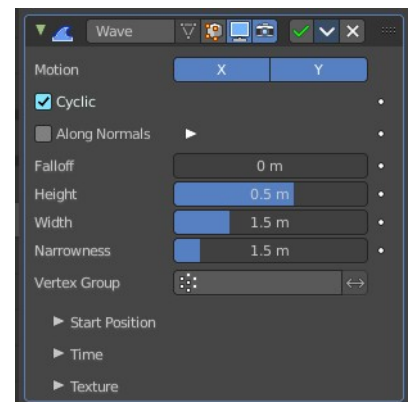 Wave
Motion X Y
Cyclic
Along Normals
Falloff 0 m
Height 0.5 m
Width 1.5 m
Narrowness 1.5 m
Vertex Group
Start Position
Time
Texture